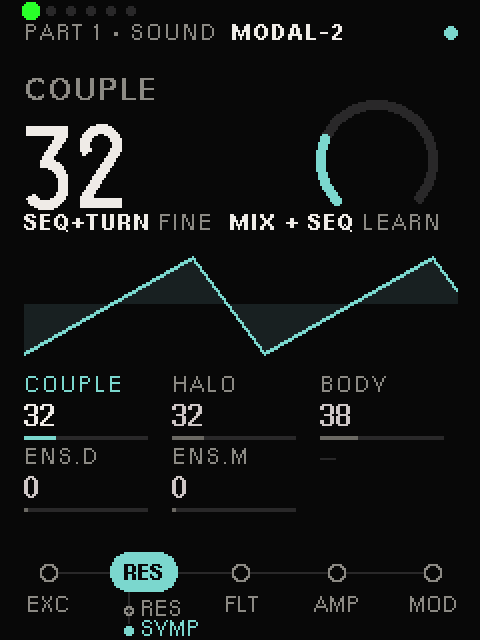 PART 1 · SOUND MODAL-2
COUPLE
32
SEQ+TURN FINE MIX + SEQ LEARN
COUPLE HALO BODY
32 32 38
ENS.D ENS.M —
0 0
RES
EXC RES FLT AMP MOD
SYMP